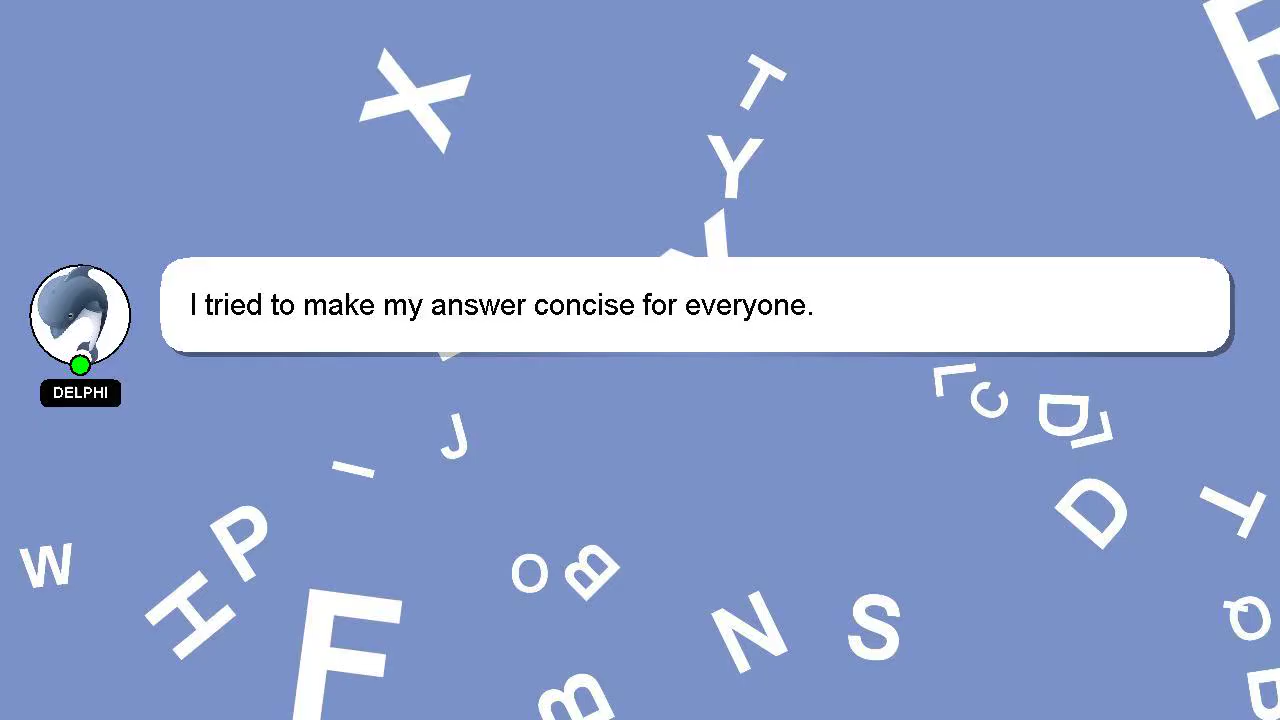 X
T
Y
I tried to make my answer concise for everyone.
DELPHI
L
C
D
L
J
I
D
T
P
W
H
O
B
F
N
S
Q
B